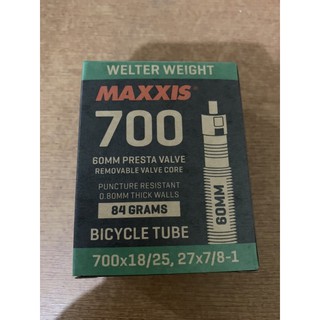 WELTER WEIGHT
MAXXIS®
700
60MM PRESTA VALVE
REMOVABLE VALVE CORE
PUNCTURE RESISTANT
0.80MM THICK WALLS
84 GRAMS
BICYCLE TUBE
60MM
700x18/25, 27x7/8-1